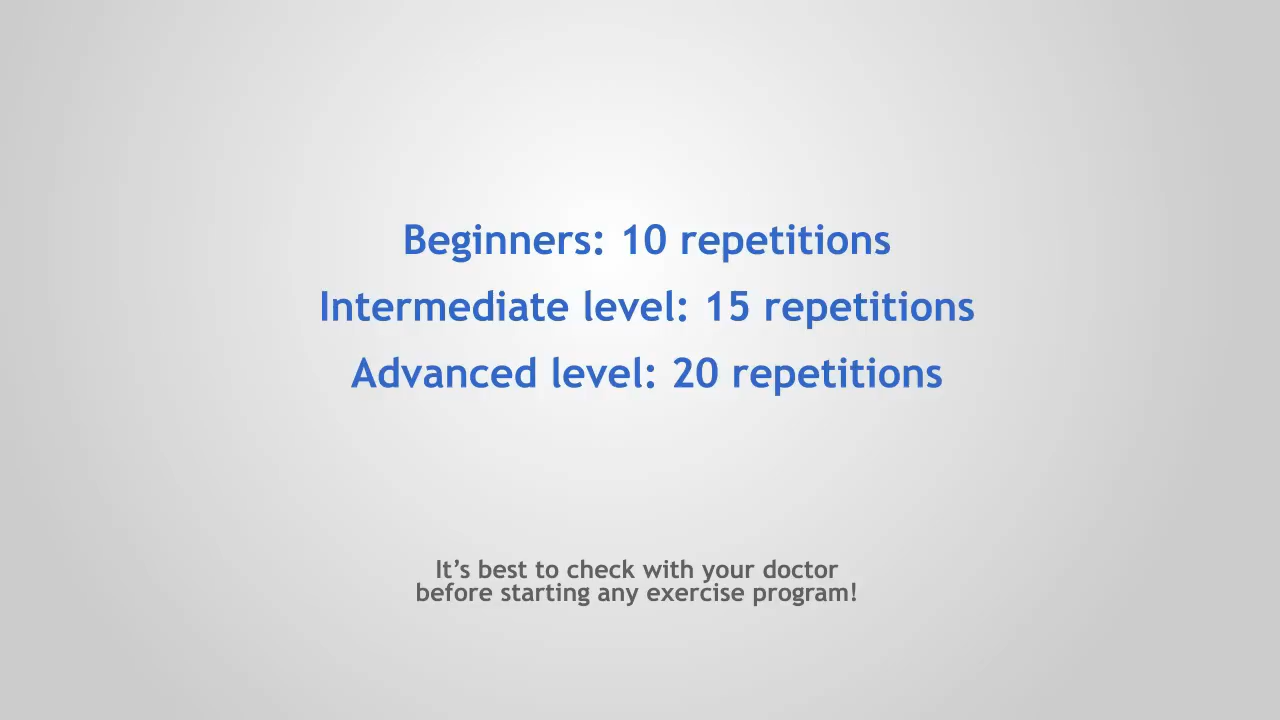 Beginners: 10 repetitions
Intermediate level: 15 repetitions
Advanced level: 20 repetitions
It’s best to check with your doctor
before starting any exercise program!